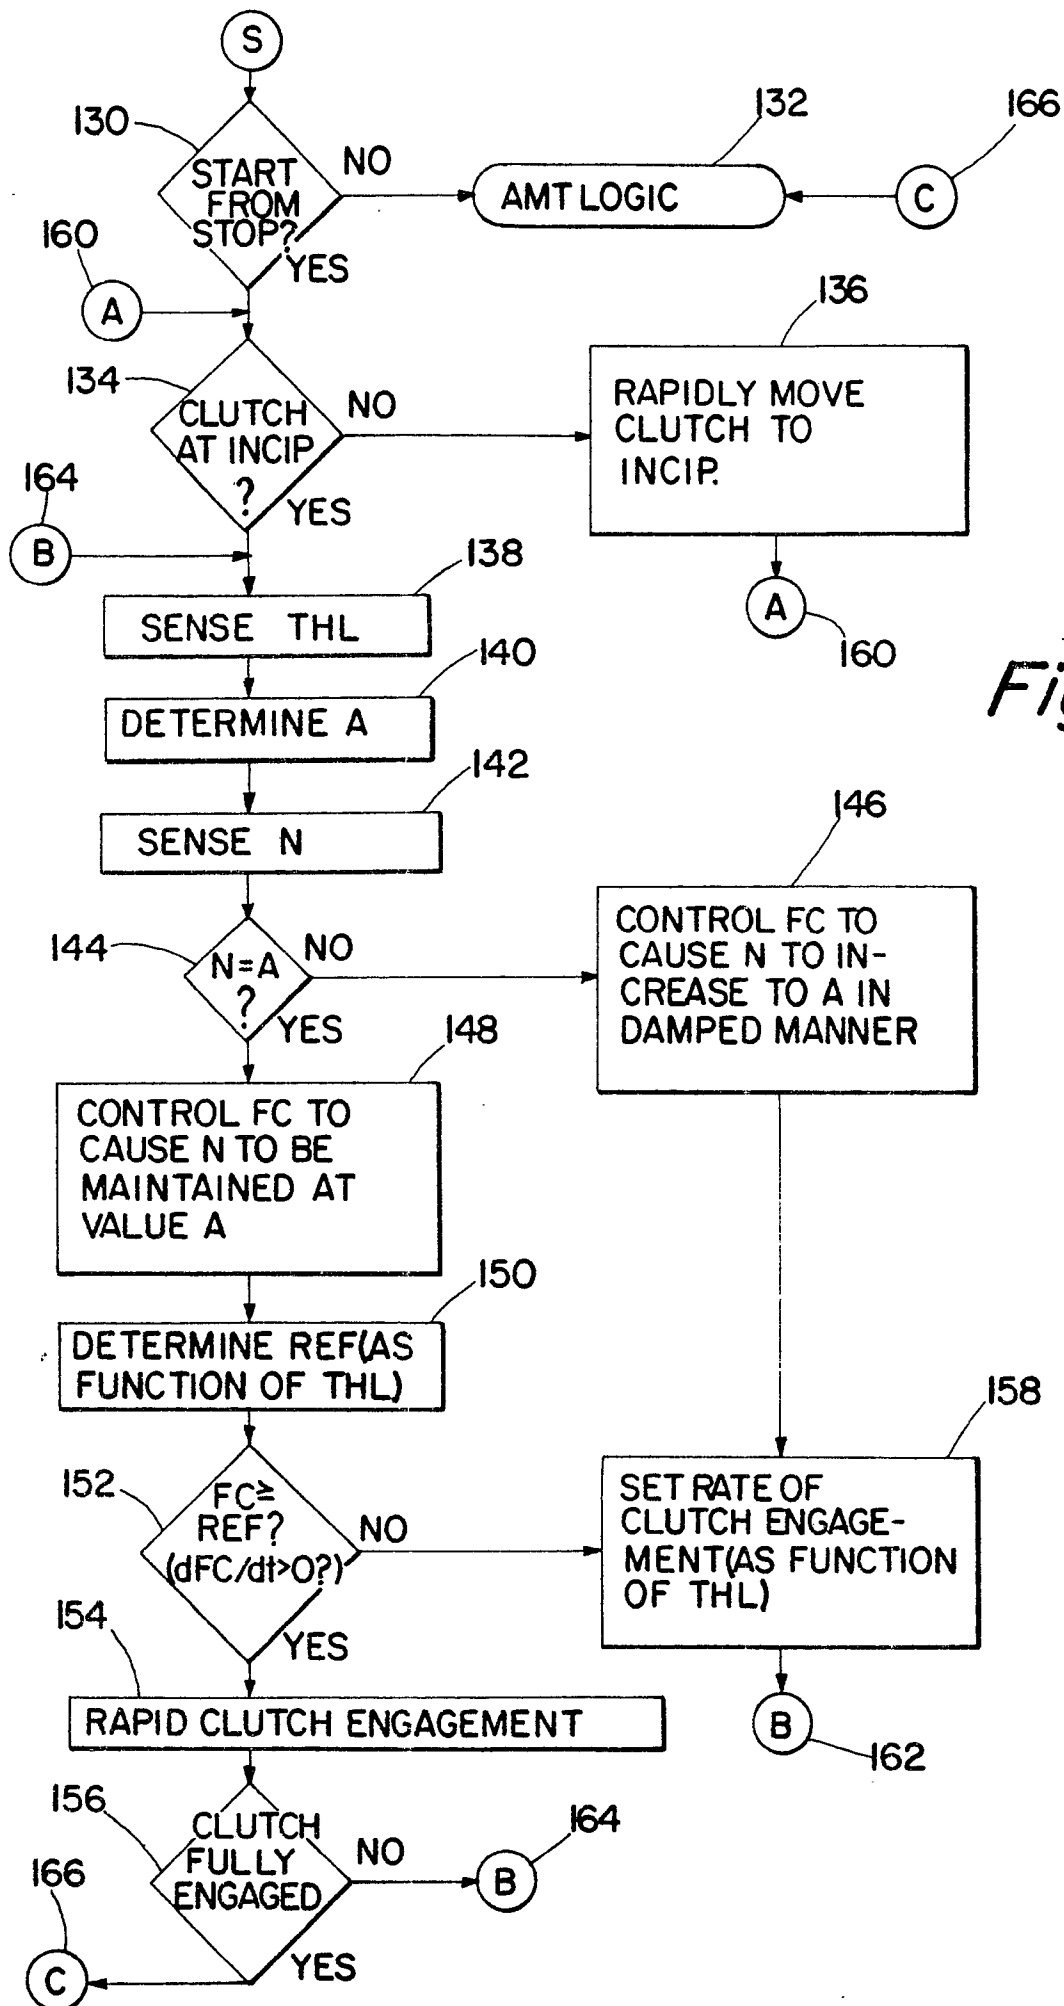 S
130
START
FROM
STOP?
NO
YES
132
AMT LOGIC
166
C
160
A
134
CLUTCH
AT INCIP
?
NO
YES
136
RAPIDLY MOVE
CLUTCH TO
INCIP.
A
160
164
B
138
SENSE THL
140
DETERMINE A
142
SENSE N
144
N=A
?
NO
YES
146
CONTROL FC TO
CAUSE N TO IN-
CREASE TO A IN
DAMPED MANNER
148
CONTROL FC TO
CAUSE N TO BE
MAINTAINED AT
VALUE A
150
DETERMINE REF(AS
FUNCTION OF THL)
152
FC≥
REF?
(dFC/dt>0?)
NO
YES
158
SET RATE OF
CLUTCH ENGAGE-
MENT(AS FUNCTION
OF THL)
B
162
154
RAPID CLUTCH ENGAGEMENT
156
CLUTCH
FULLY
ENGAGED
NO
YES
B
164
166
C